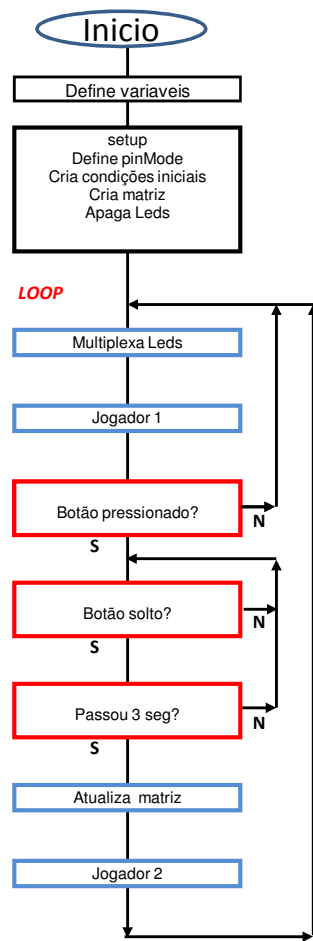 Inicio
Define variaveis
setup
Define pinMode
Cria condições iniciais
Cria matriz
Apaga Leds
LOOP
Multiplexa Leds
Jogador 1
Botão pressionado?
N
S
Botão solto?
N
S
Passou 3 seg?
N
S
Atualiza matriz
Jogador 2